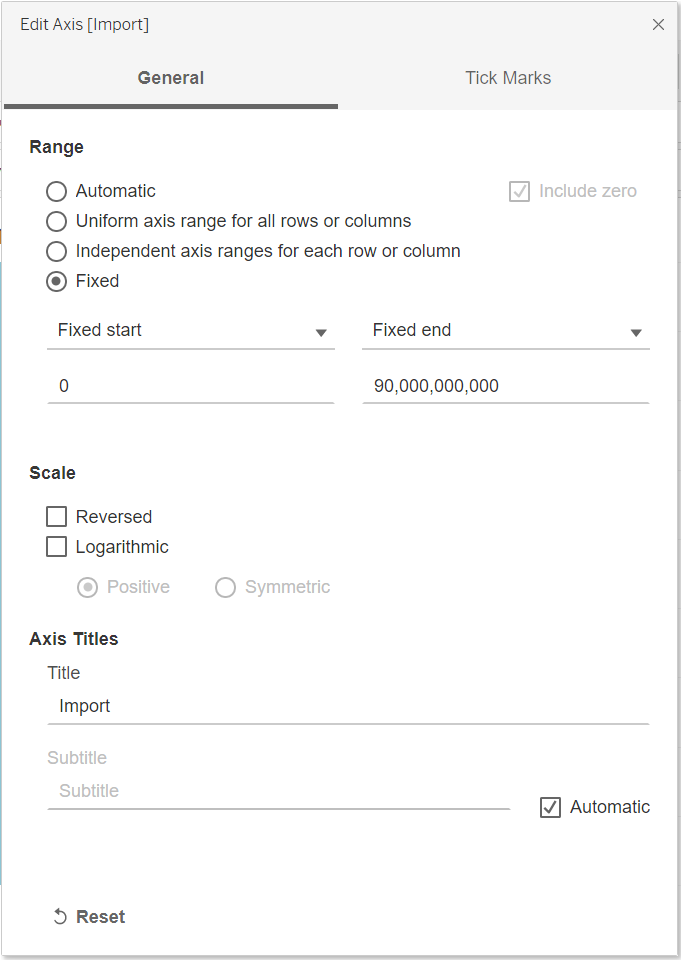 Edit Axis [Import]
General Tick Marks
Range
Automatic Include zero
Uniform axis range for all rows or columns
Independent axis ranges for each row or column
Fixed
Fixed start Fixed end
0 90,000,000,000
Scale
Reversed
Logarithmic
Positive Symmetric
Axis Titles
Title
Import
Subtitle
Subtitle
Automatic
Reset